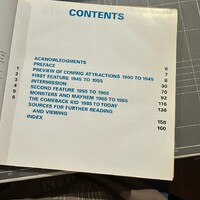 CONTENTS
ACKNOWLEDGMENTS 6
PREFACE 7
1 PREVIEW OF COMING ATTRACTIONS 1900 TO 1945 8
2 FIRST FEATURE 1945 TO 1955 30
3 INTERMISSION 70
4 SECOND FEATURE 1955 TO 1968 92
5 MONSTERS AND MAYHEM 1968 TO 1985 116
6 THE COMEBACK KID 1985 TO TODAY 136
SOURCES FOR FURTHER READING
AND VIEWING 158
INDEX 160